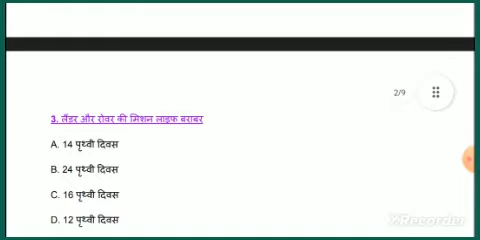 2/9
3. लैंडर और रोवर की मिशन लाइफ बराबर
A. 14 पृथ्वी दिवस
B. 24 पृथ्वी दिवस
C. 16 पृथ्वी दिवस
D. 12 पृथ्वी दिवस
XRecorder